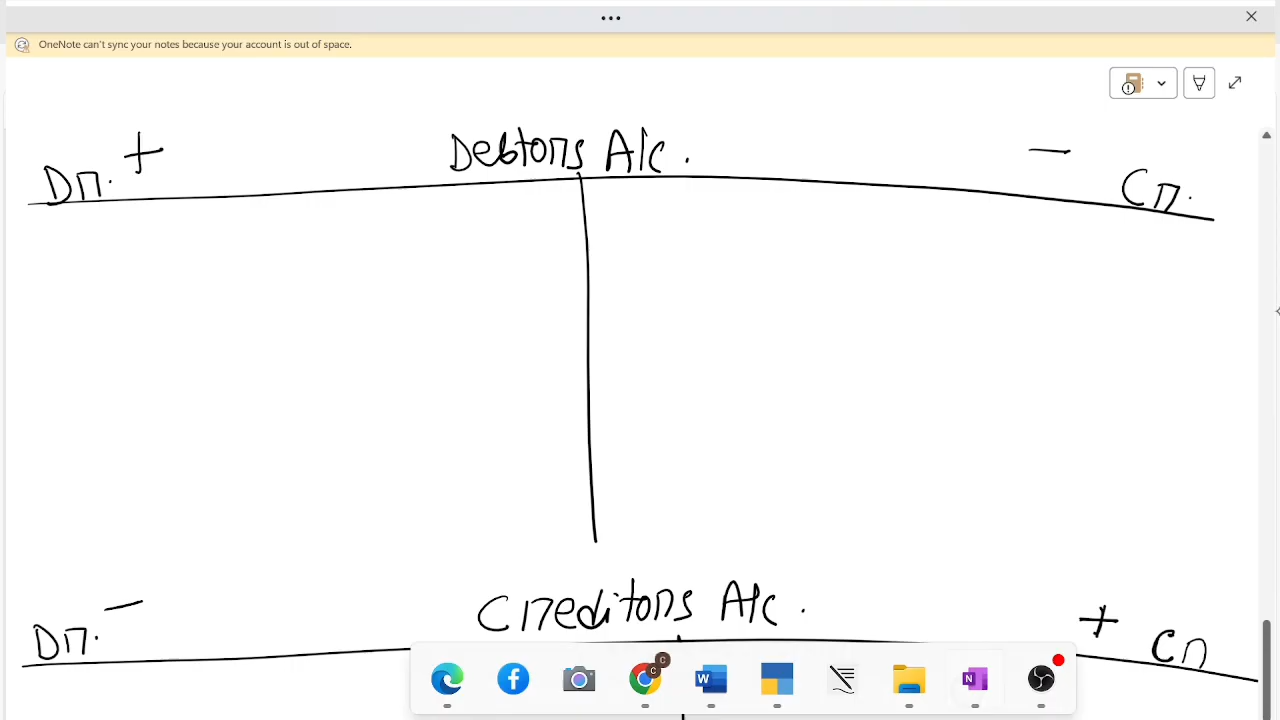 OneNote can't sync your notes because your account is out of space.
Dr. + Debtors A/c. - Cr.
Dr. - Creditors A/c. + Cr